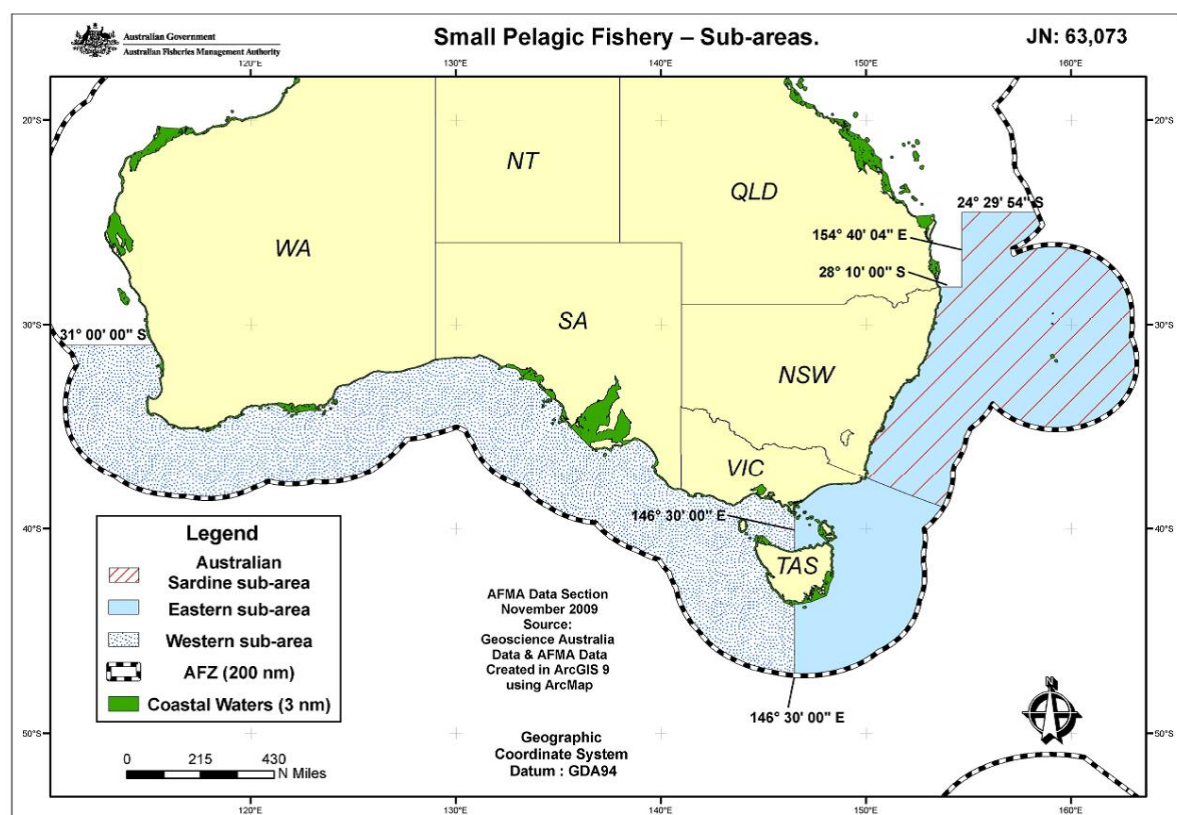 Australian Government
Australian Fisheries Management Authority
Small Pelagic Fishery – Sub-areas.
JN: 63,073
120°E
130°E
140°E
150°E
160°E
20°S
20°S
NT
QLD
24° 29' 54" S
154° 40' 04" E
WA
28° 10' 00" S
SA
30°S
31° 00' 00" S
30°S
NSW
VIC
146° 30' 00" E
40°S
40°S
TAS
Legend
Australian
Sardine sub-area
Eastern sub-area
Western sub-area
AFZ (200 nm)
Coastal Waters (3 nm)
AFMA Data Section
November 2009
Source:
Geoscience Australia
Data & AFMA Data
Created in ArcGIS 9
using ArcMap
146° 30' 00" E
N
50°S
50°S
Geographic
Coordinate System
Datum : GDA94
0 215 430
N Miles
120°E
130°E
140°E
150°E
160°E